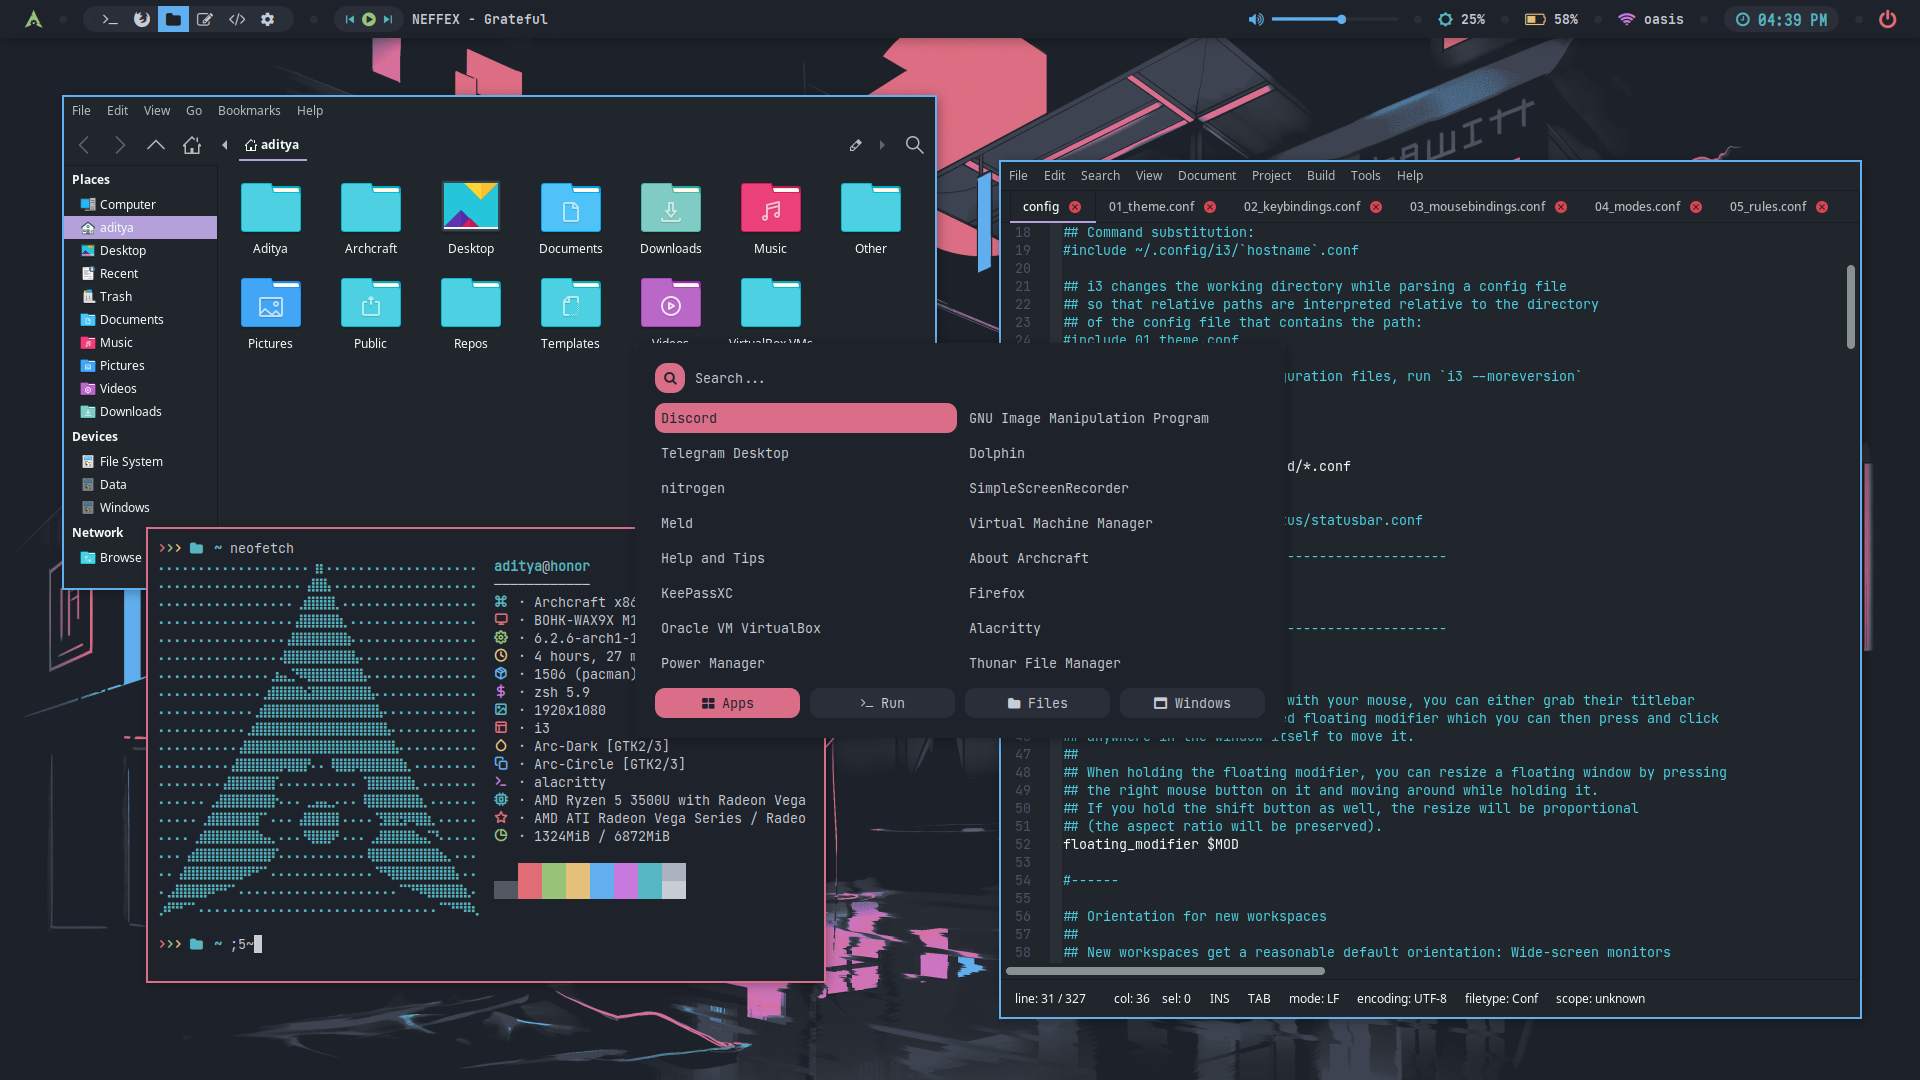 NEFFEX - Grateful
25%
58%
oasis
04:39 PM
File Edit View Go Bookmarks Help
aditya
Places
Computer
aditya
Desktop
Recent
Trash
Documents
Music
Pictures
Videos
Downloads
Devices
File System
Data
Windows
Network
Browse
Aditya Archcraft Desktop Documents Downloads Music Other
Pictures Public Repos Templates Videos VirtualBox VMs
>>> ~ neofetch
aditya@honor
· Archcraft x86
· BOHK-WAX9X M1
· 6.2.6-arch1-1
· 4 hours, 27 m
· 1506 (pacman)
· zsh 5.9
· 1920x1080
· i3
· Arc-Dark [GTK2/3]
· Arc-Circle [GTK2/3]
· alacritty
· AMD Ryzen 5 3500U with Radeon Vega
· AMD ATI Radeon Vega Series / Radeo
· 1324MiB / 6872MiB
>>> ~ ;5~
Search...
Discord
GNU Image Manipulation Program
Telegram Desktop
Dolphin
nitrogen
SimpleScreenRecorder
Meld
Virtual Machine Manager
Help and Tips
About Archcraft
KeePassXC
Firefox
Oracle VM VirtualBox
Alacritty
Power Manager
Thunar File Manager
Apps
>_ Run
Files
Windows
File Edit Search View Document Project Build Tools Help
config 01_theme.conf 02_keybindings.conf 03_mousebindings.conf 04_modes.conf 05_rules.conf
18 ## Command substitution:
19 #include ~/.config/i3/`hostname`.conf
20
21 ## i3 changes the working directory while parsing a config file
22 ## so that relative paths are interpreted relative to the directory
23 ## of the config file that contains the path:
24 #include 01_theme.conf
uration files, run `i3 --moreversion`
d/*.conf
us/statusbar.conf
--------------------
--------------------
with your mouse, you can either grab their titlebar
ed floating modifier which you can then press and click
46 ## anywhere in the window itself to move it.
47 ##
48 ## When holding the floating modifier, you can resize a floating window by pressing
49 ## the right mouse button on it and moving around while holding it.
50 ## If you hold the shift button as well, the resize will be proportional
51 ## (the aspect ratio will be preserved).
52 floating_modifier $MOD
53
54 #------
55
56 ## Orientation for new workspaces
57 ##
58 ## New workspaces get a reasonable default orientation: Wide-screen monitors
line: 31 / 327 col: 36 sel: 0 INS TAB mode: LF encoding: UTF-8 filetype: Conf scope: unknown